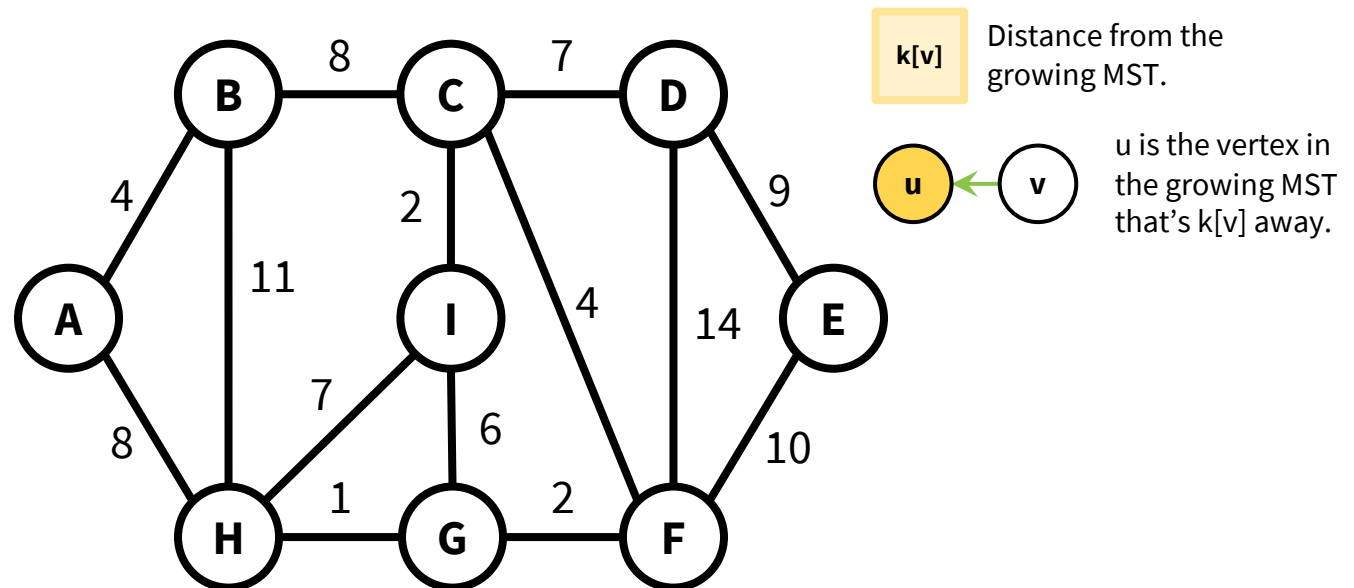 8
7
B
C
D
4
2
9
11
A
I
E
4
14
7
6
8
10
1
2
H
G
F
k[v]
Distance from the
growing MST.
u
v
u is the vertex in
the growing MST
that’s k[v] away.